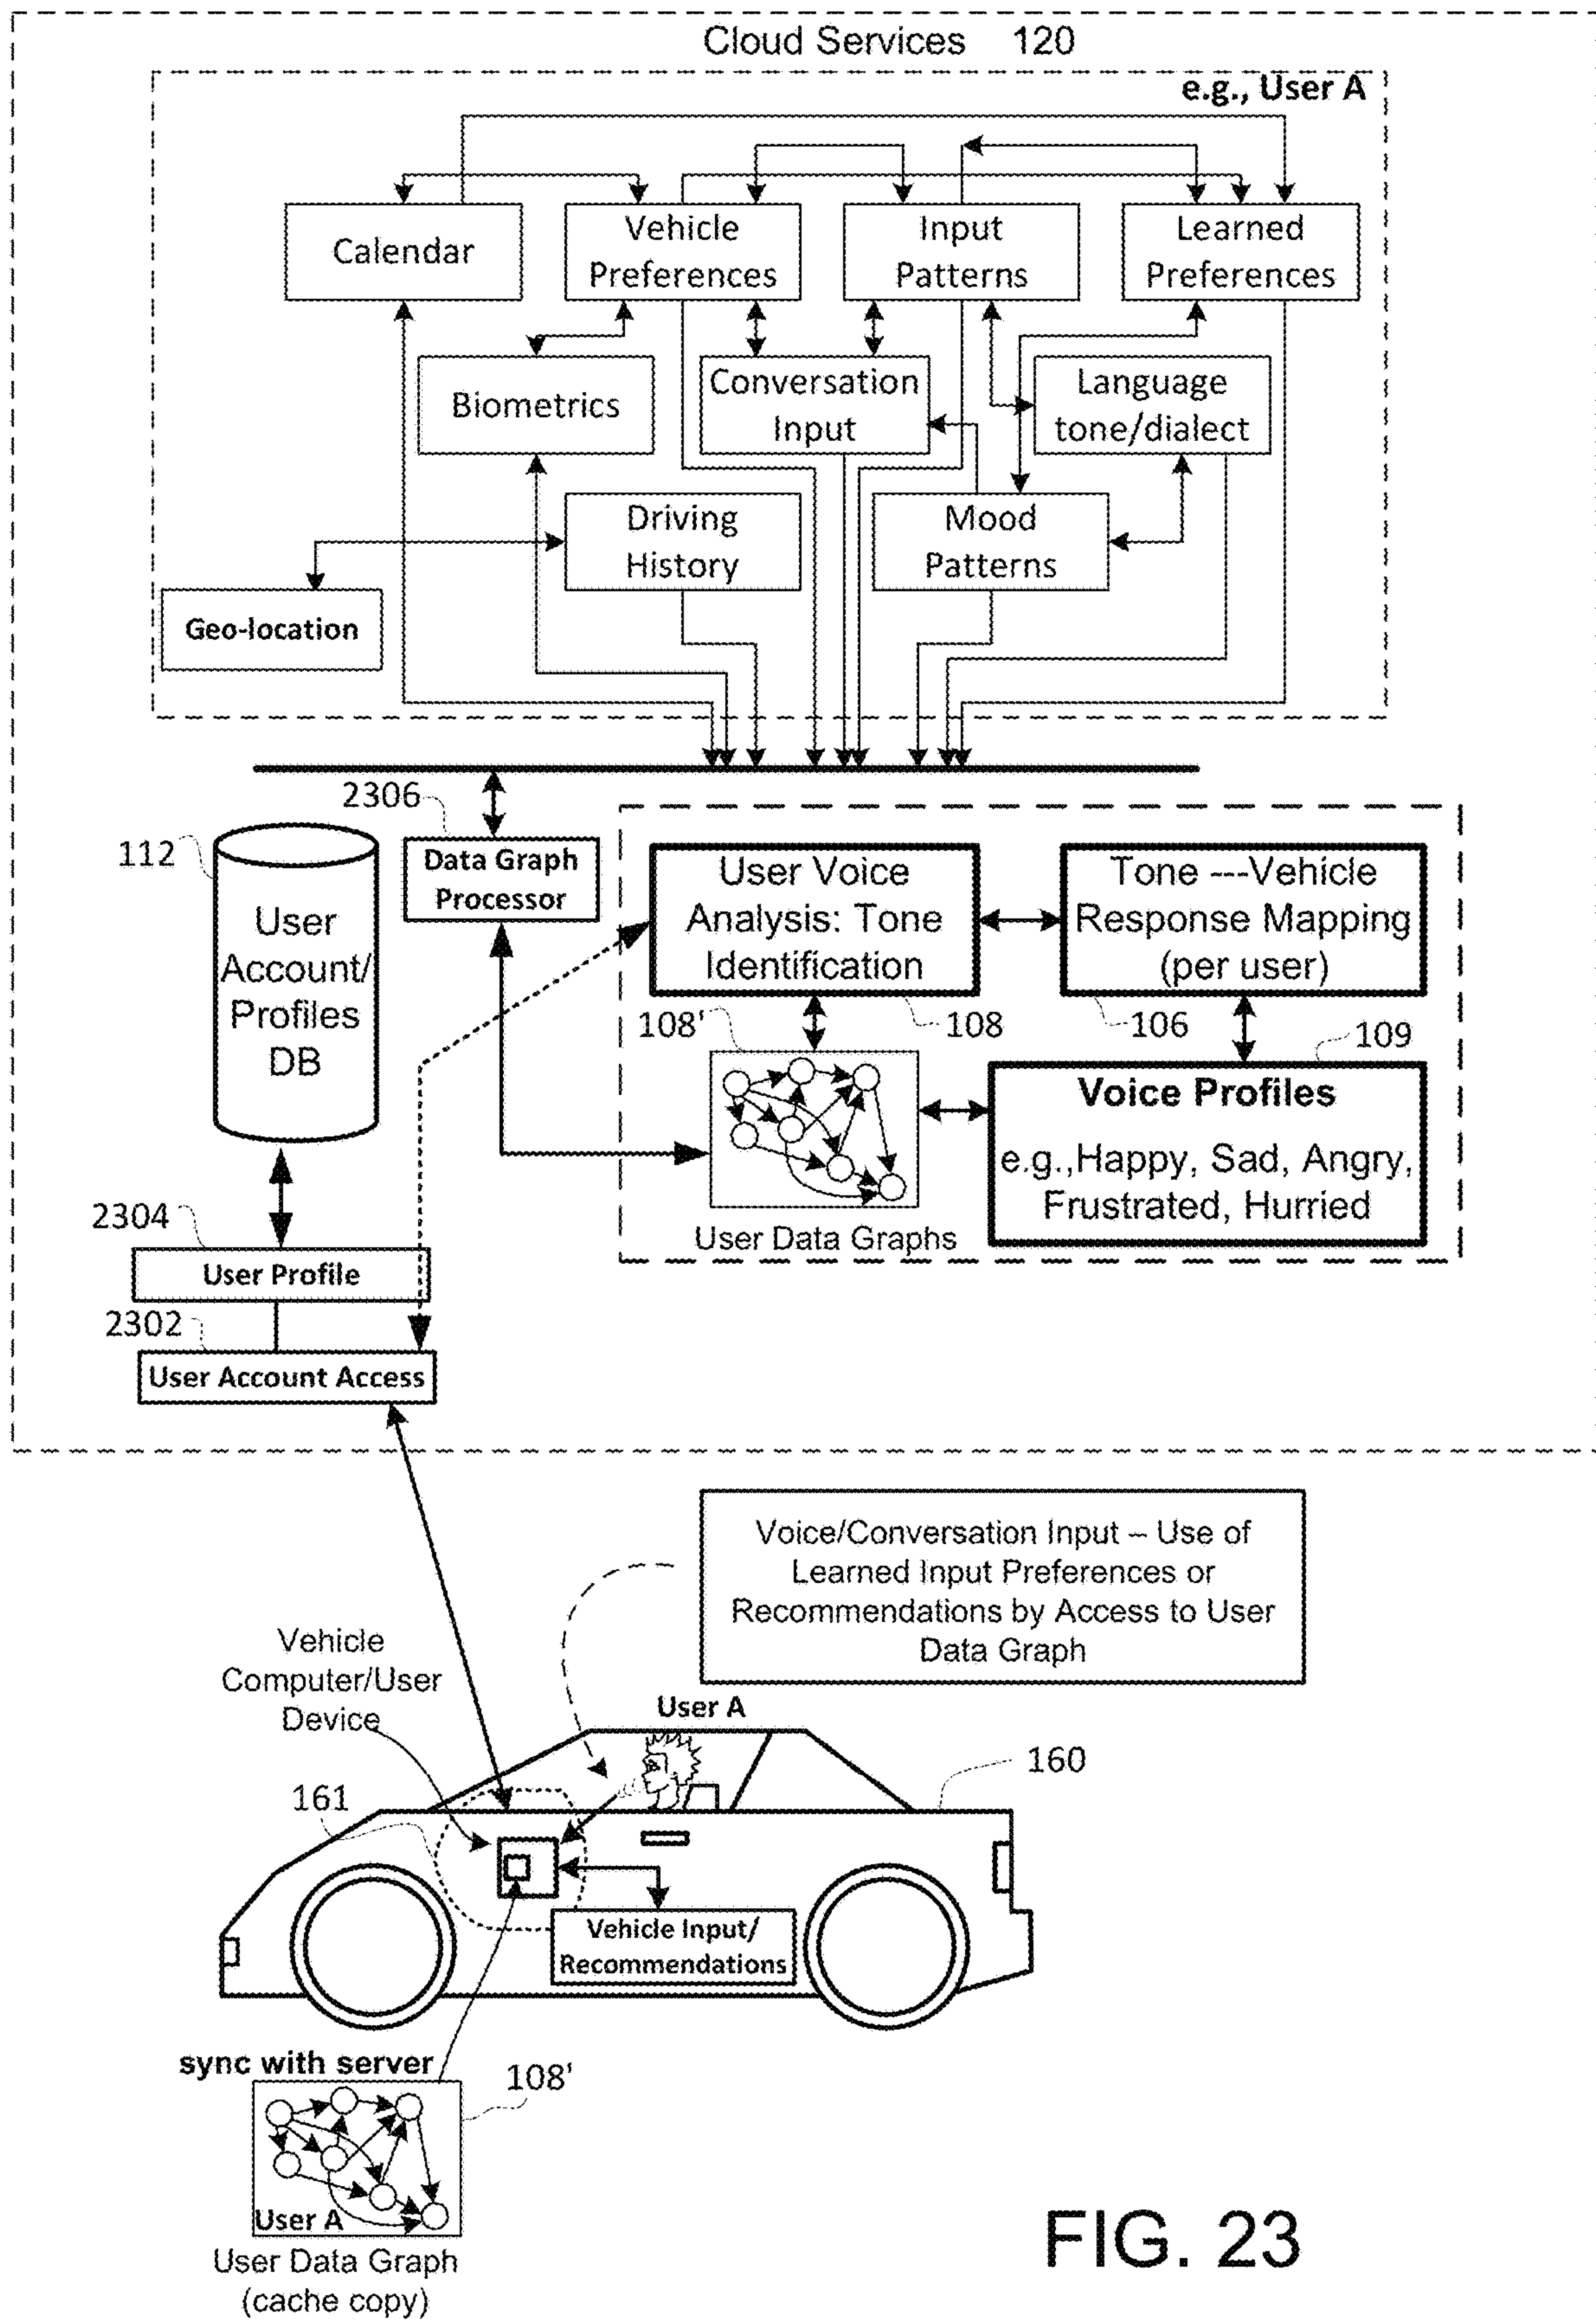 Cloud Services 120
e.g., User A
Calendar
Vehicle
Preferences
Input
Patterns
Learned
Preferences
Biometrics
Conversation
Input
Language
tone/dialect
Driving
History
Mood
Patterns
Geo-location
2306
112
Data Graph
Processor
User
Account/
Profiles
DB
User Voice
Analysis: Tone
Identification
Tone ---Vehicle
Response Mapping
(per user)
108'
108
106
109
Voice Profiles
e.g.,Happy, Sad, Angry,
Frustrated, Hurried
User Data Graphs
2304
User Profile
2302
User Account Access
Voice/Conversation Input – Use of
Learned Input Preferences or
Recommendations by Access to User
Data Graph
Vehicle
Computer/User
Device
User A
160
161
Vehicle Input/
Recommendations
sync with server
108'
User A
User Data Graph
(cache copy)
FIG. 23